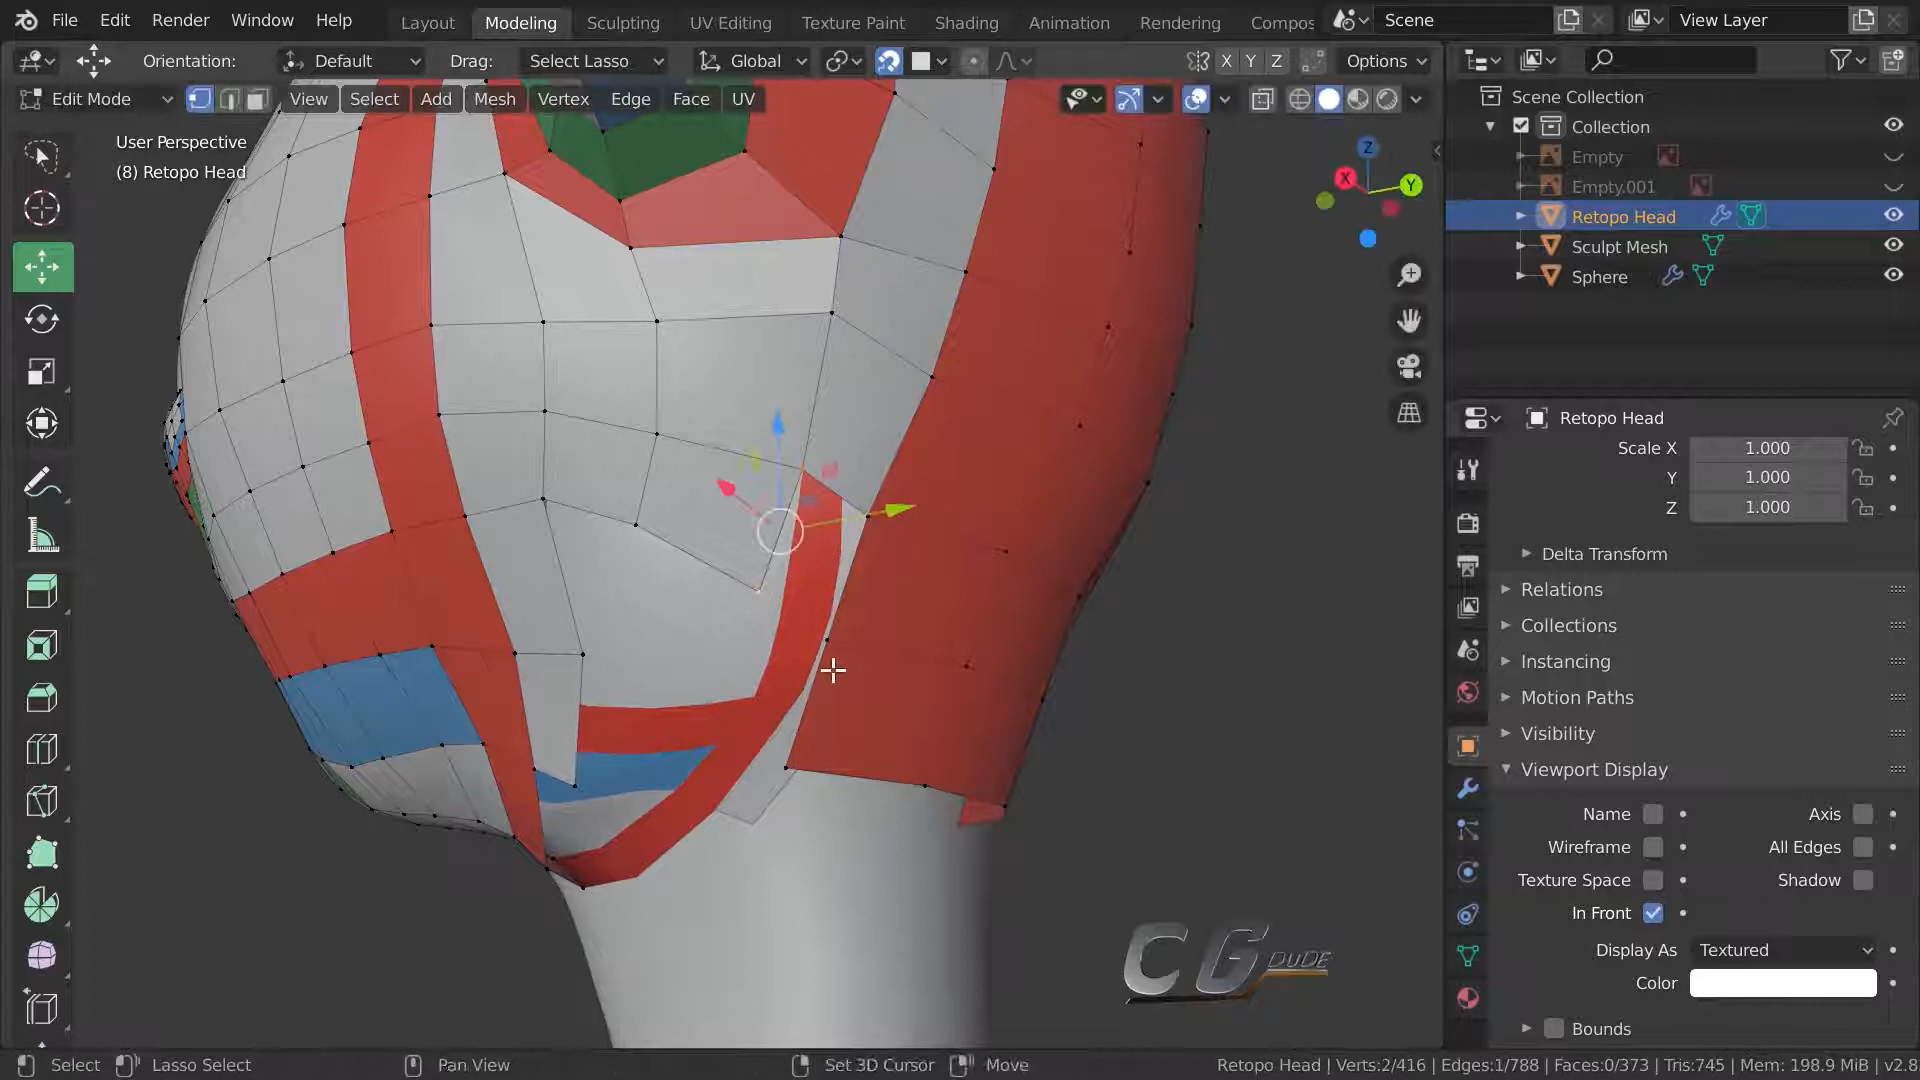 File Edit Render Window Help Layout Modeling Sculpting UV Editing Texture Paint Shading Animation Rendering Compos Scene View Layer
Orientation: Default Drag: Select Lasso Global X Y Z Options
Edit Mode View Select Add Mesh Vertex Edge Face UV
User Perspective
(8) Retopo Head
Z
X
Y
Scene Collection
Collection
Empty
Empty.001
Retopo Head
Sculpt Mesh
Sphere
Retopo Head
Scale X 1.000
Y 1.000
Z 1.000
Delta Transform
Relations
Collections
Instancing
Motion Paths
Visibility
Viewport Display
Name Axis
Wireframe All Edges
Texture Space Shadow
In Front
Display As Textured
Color
Bounds
CG DUDE
Select Lasso Select Pan View Set 3D Cursor Move Retopo Head | Verts:2/416 | Edges:1/788 | Faces:0/373 | Tris:745 | Mem: 198.9 MiB | v2.8